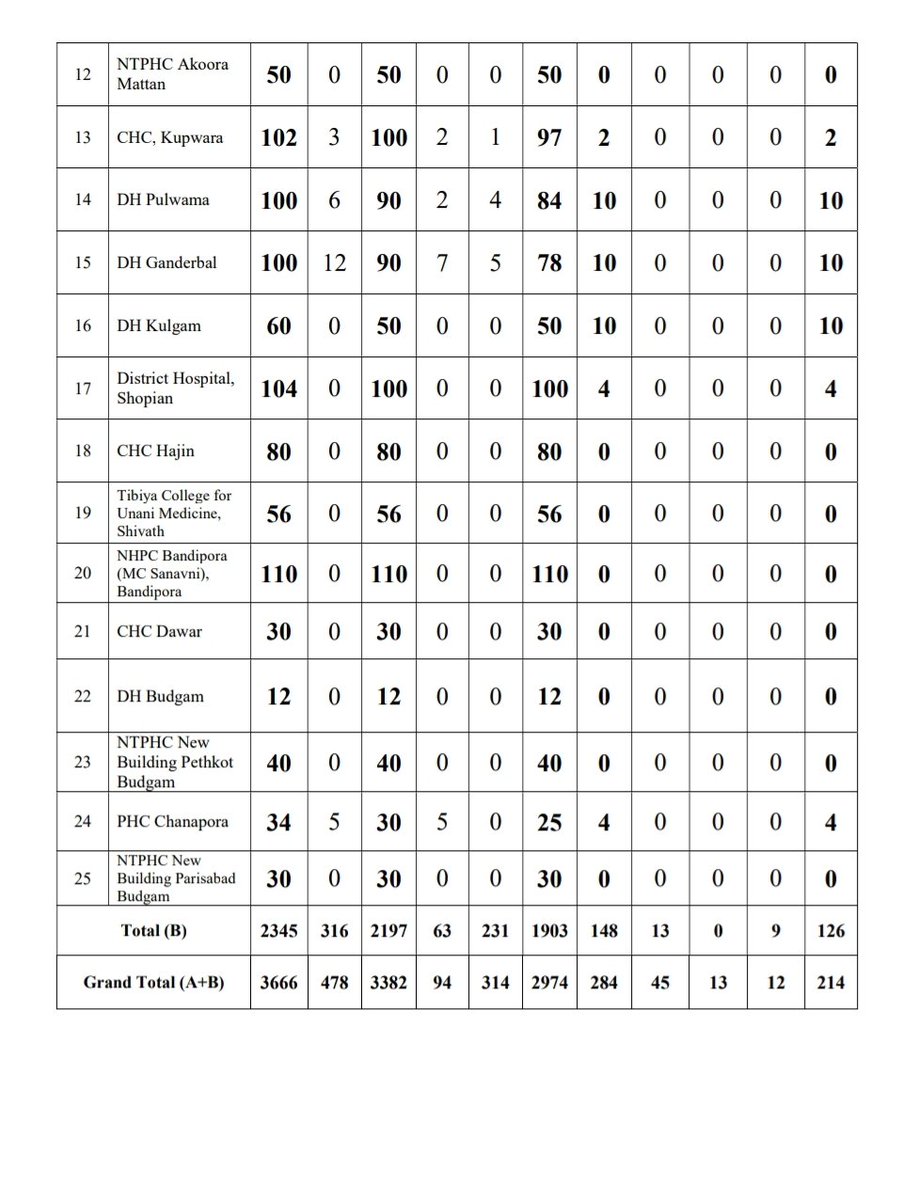 12 NTPHC Akoora Mattan 50 0 50 0 0 50 0 0 0 0 0
13 CHC, Kupwara 102 3 100 2 1 97 2 0 0 0 2
14 DH Pulwama 100 6 90 2 4 84 10 0 0 0 10
15 DH Ganderbal 100 12 90 7 5 78 10 0 0 0 10
16 DH Kulgam 60 0 50 0 0 50 10 0 0 0 10
17 District Hospital, Shopian 104 0 100 0 0 100 4 0 0 0 4
18 CHC Hajin 80 0 80 0 0 80 0 0 0 0 0
19 Tibiya College for Unani Medicine, Shivath 56 0 56 0 0 56 0 0 0 0 0
20 NHPC Bandipora (MC Sanavni), Bandipora 110 0 110 0 0 110 0 0 0 0 0
21 CHC Dawar 30 0 30 0 0 30 0 0 0 0 0
22 DH Budgam 12 0 12 0 0 12 0 0 0 0 0
23 NTPHC New Building Pethkot Budgam 40 0 40 0 0 40 0 0 0 0 0
24 PHC Chanapora 34 5 30 5 0 25 4 0 0 0 4
25 NTPHC New Building Parisabad Budgam 30 0 30 0 0 30 0 0 0 0 0
Total (B) 2345 316 2197 63 231 1903 148 13 0 9 126
Grand Total (A+B) 3666 478 3382 94 314 2974 284 45 13 12 214